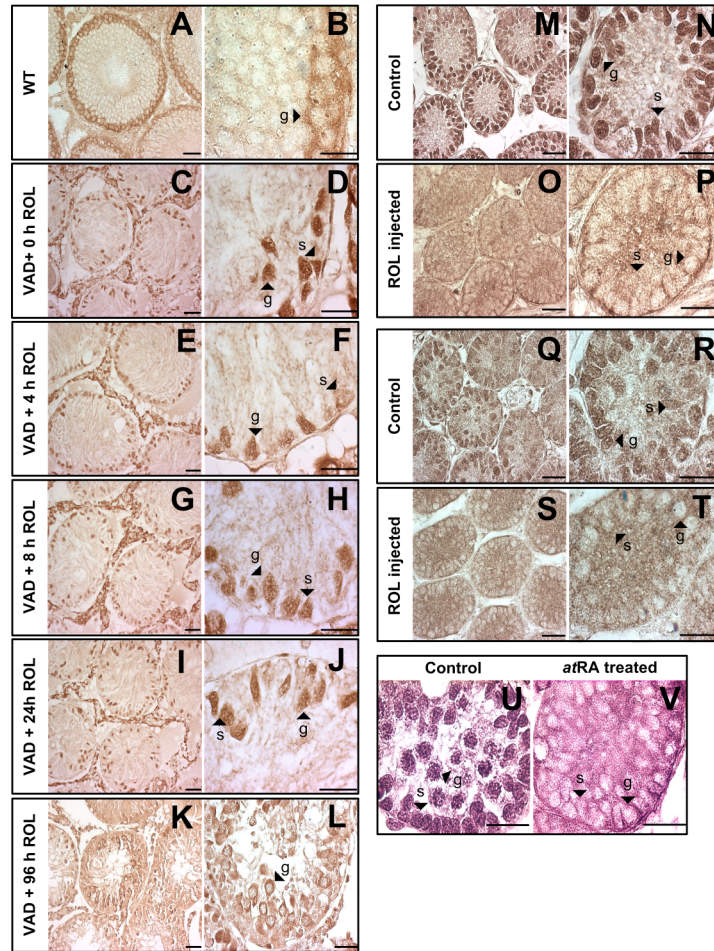 WT
A
B
g
VAD+ 0 h ROL
C
D
s
g
VAD + 4 h ROL
E
F
s
g
VAD + 8 h ROL
G
H
g
s
VAD + 24h ROL
I
J
s
g
VAD + 96 h ROL
K
L
g
Control
M
N
g
s
ROL injected
O
P
s
g
Control
Q
R
s
g
ROL injected
S
T
s
g
Control
atRA treated
U
V
g
s
s
g